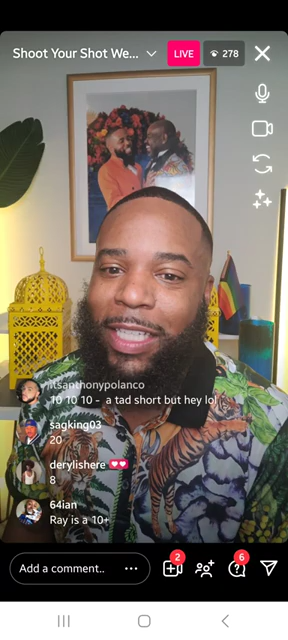 Shoot Your Shot We...
LIVE
278
itsanthonypolanco
10 10 10 - a tad short but hey lol
sagking03
20
derylishere
8
64ian
Ray is a 10+
Add a comment..
2
6